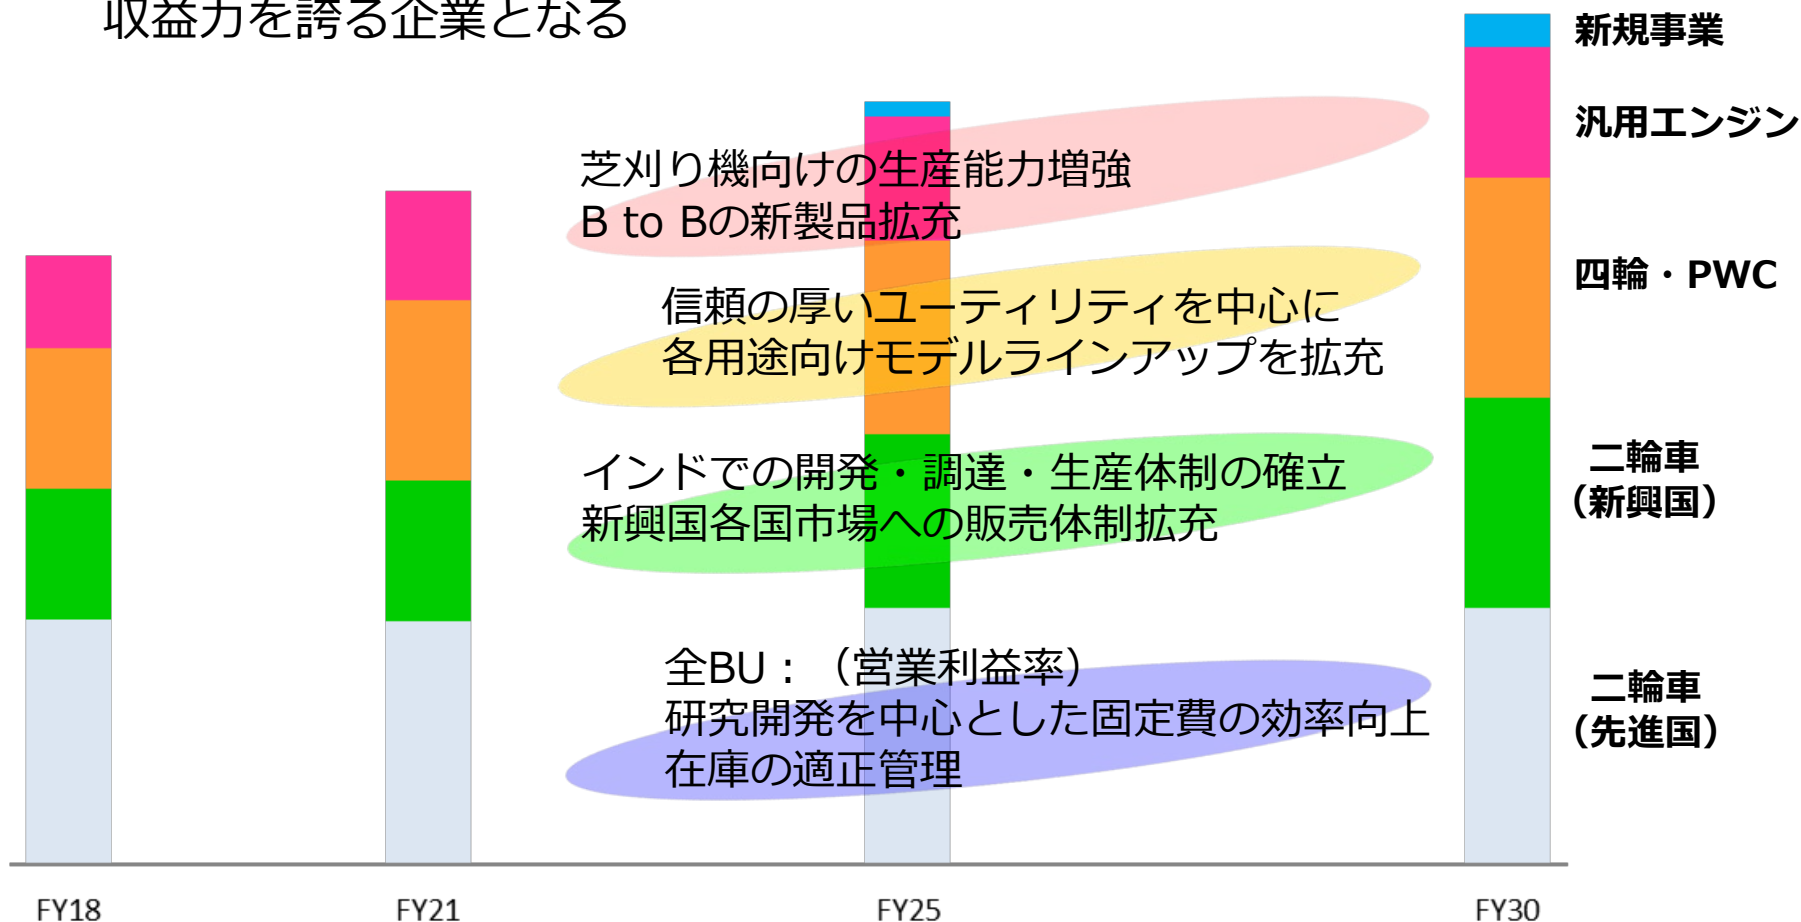 収益力を誇る企業となる
新規事業
汎用エンジン
芝刈り機向けの生産能力増強
B to Bの新製品拡充
四輪・PWC
信頼の厚いユーティリティを中心に
各用途向けモデルラインアップを拡充
二輪車
(新興国)
インドでの開発・調達・生産体制の確立
新興国各国市場への販売体制拡充
二輪車
(先進国)
全BU：（営業利益率）
研究開発を中心とした固定費の効率向上
在庫の適正管理
FY18
FY21
FY25
FY30